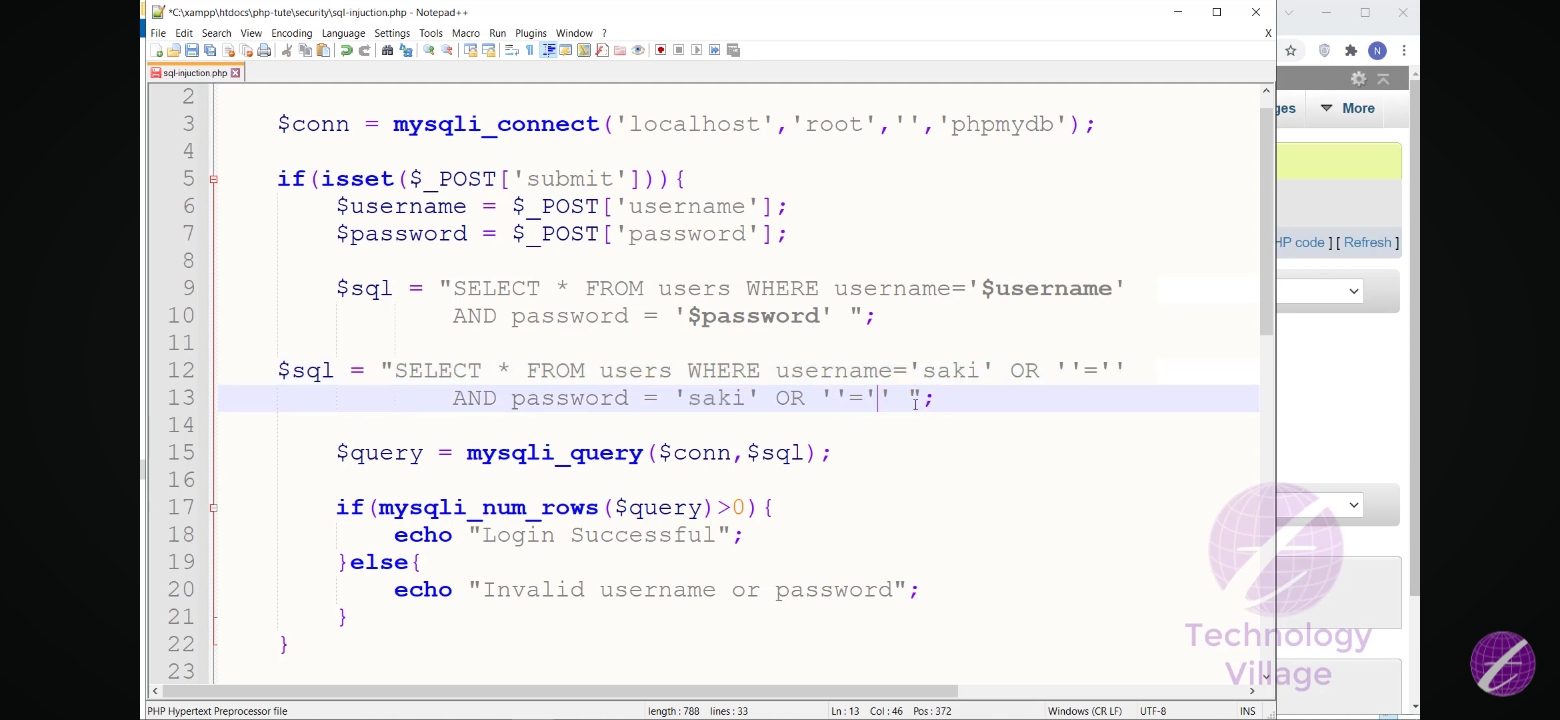 *C:\xampp\htdocs\php-tute\security\sql-injuction.php - Notepad++
File Edit Search View Encoding Language Settings Tools Macro Run Plugins Window ? X
sql-injuction.php
N
ges More
2
3 $conn = mysqli_connect('localhost','root','','phpmydb');
4
5 if(isset($_POST['submit'])){
6 $username = $_POST['username'];
7 $password = $_POST['password'];
8
9 $sql = "SELECT * FROM users WHERE username='$username'
10 AND password = '$password' ";
11
12 $sql = "SELECT * FROM users WHERE username='saki' OR ''=''
13 AND password = 'saki' OR ''='' ";
14
15 $query = mysqli_query($conn,$sql);
16
17 if(mysqli_num_rows($query)>0){
18 echo "Login Successful";
19 }else{
20 echo "Invalid username or password";
21 }
22 }
23
HP code ] [ Refresh ]
Technology
Village
PHP Hypertext Preprocessor file length : 788 lines : 33 Ln : 13 Col : 46 Pos : 372 Windows (CR LF) UTF-8 INS